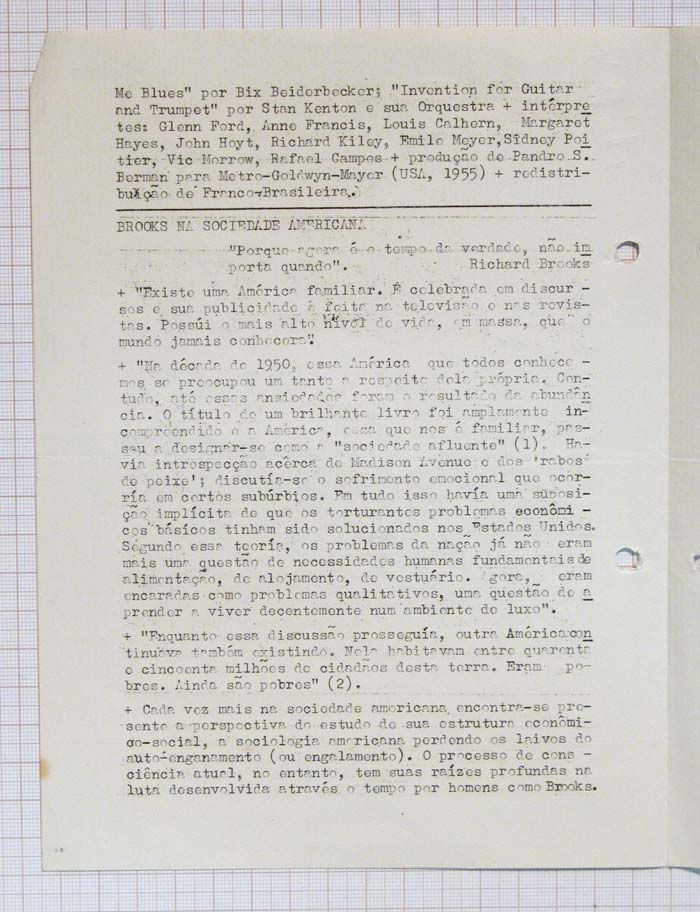 Me Blues" por Bix Beiderbecker; "Invention for Guitar
and Trumpet" por Stan Kenton e sua Orquestra + intérpre
tes: Glenn Ford, Anne Francis, Louis Calhern, Margaret
Hayes, John Hoyt, Richard Kiley, Emile Meyer, Sidney Poi
tier, Vic Morrow, Rafael Campos + produção de Pandro S.
Berman para Metro-Goldwyn-Mayer (USA, 1955) + redistri-
buição de Franco-Brasileira.
BROOKS NA SOCIEDADE AMERICANA
"Porque agora é o tempo da verdade, não im
porta quando". Richard Brooks
+ "Existe uma América familiar. É celebrada em discur -
sos e sua publicidade é feita na televisão e nas revis-
tas. Possúi o mais alto nível de vida, em massa, que o
mundo jamais conhecera".
+ "Na década de 1950, essa América que todos conhece -
mos se preocupou um tanto a respeito dela própria. Con-
tudo, até essas ansiedades foram o resultado da abundân
cia. O título de um brilhante livro foi amplamente in-
compreendido e a América, essa que nos é familiar, pas-
sou a designar-se como a "sociedade afluente" (1). Ha-
via introspecção acêrca de Madison Avenue e dos 'rabos
de peixe'; discutía-se o sofrimento emocional que ocor-
ría em certos subúrbios. Em tudo isso havía uma suposi-
ção implícita de que os torturantes problemas econômi -
cos básicos tinham sido solucionados nos Estados Unidos.
Ségundo essa teoría, os problemas da nação já não eram
mais uma questão de necessidades humanas fundamentais de
alimentação, de alojamento, de vestuário. Agora, eram
encaradas como problemas qualitativos, uma questão de a
prender a viver decentemente num ambiente de luxo".
+ "Enquanto essa discussão prosseguía, outra América con
tinuava também existindo. Nela habitavam entre quarenta
e cincoenta milhões de cidadãos desta terra. Eram po-
bres. Ainda são pobres" (2).
+ Cada vez mais na sociedade americana encontra-se pre-
sente a perspectiva do estudo de sua estrutura econômi-
co-social, a sociologia americana perdendo os laivos do
auto-enganamento (ou engalamento). O processo de cons -
ciência atual, no entanto, tem suas raízes profundas na
luta desenvolvida através o tempo por homens como Brooks.